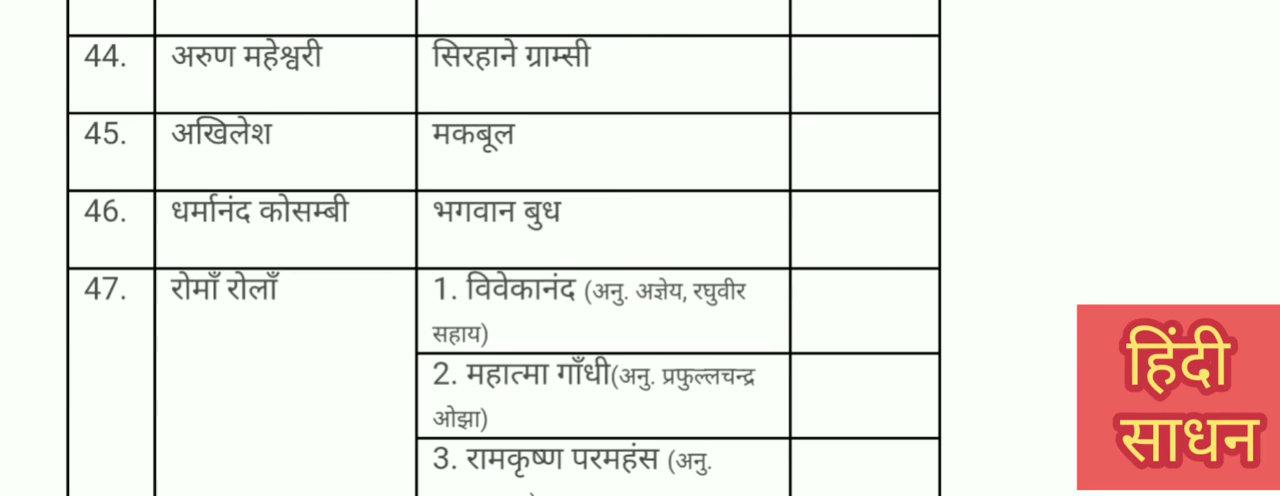 44. अरुण महेश्वरी सिरहाने ग्राम्सी
45. अखिलेश मकबूल
46. धर्मानंद कोसम्बी भगवान बुध
47. रोमाँ रोलाँ 1. विवेकानंद (अनु. अज्ञेय, रघुवीर
सहाय)
2. महात्मा गाँधी(अनु. प्रफुल्लचन्द्र
ओझा)
3. रामकृष्ण परमहंस (अनु.
हिंदी
साधन